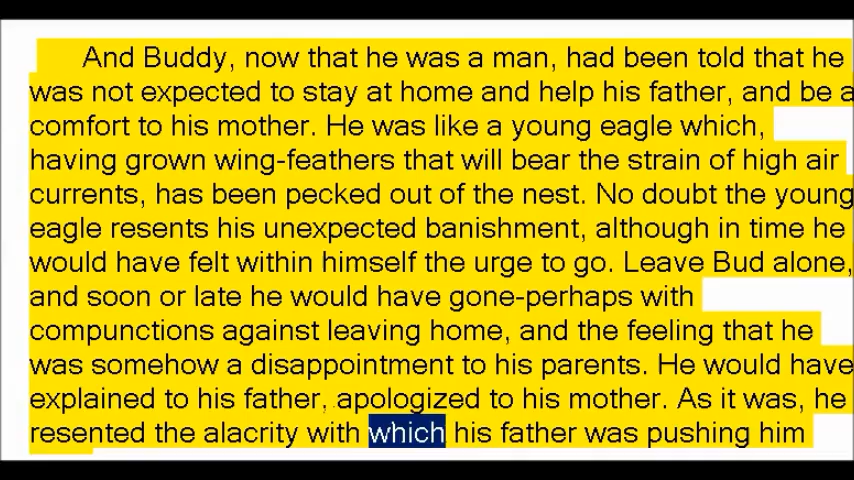 And Buddy, now that he was a man, had been told that he
was not expected to stay at home and help his father, and be a
comfort to his mother. He was like a young eagle which,
having grown wing-feathers that will bear the strain of high air
currents, has been pecked out of the nest. No doubt the young
eagle resents his unexpected banishment, although in time he
would have felt within himself the urge to go. Leave Bud alone,
and soon or late he would have gone-perhaps with
compunctions against leaving home, and the feeling that he
was somehow a disappointment to his parents. He would have
explained to his father, apologized to his mother. As it was, he
resented the alacrity with which his father was pushing him